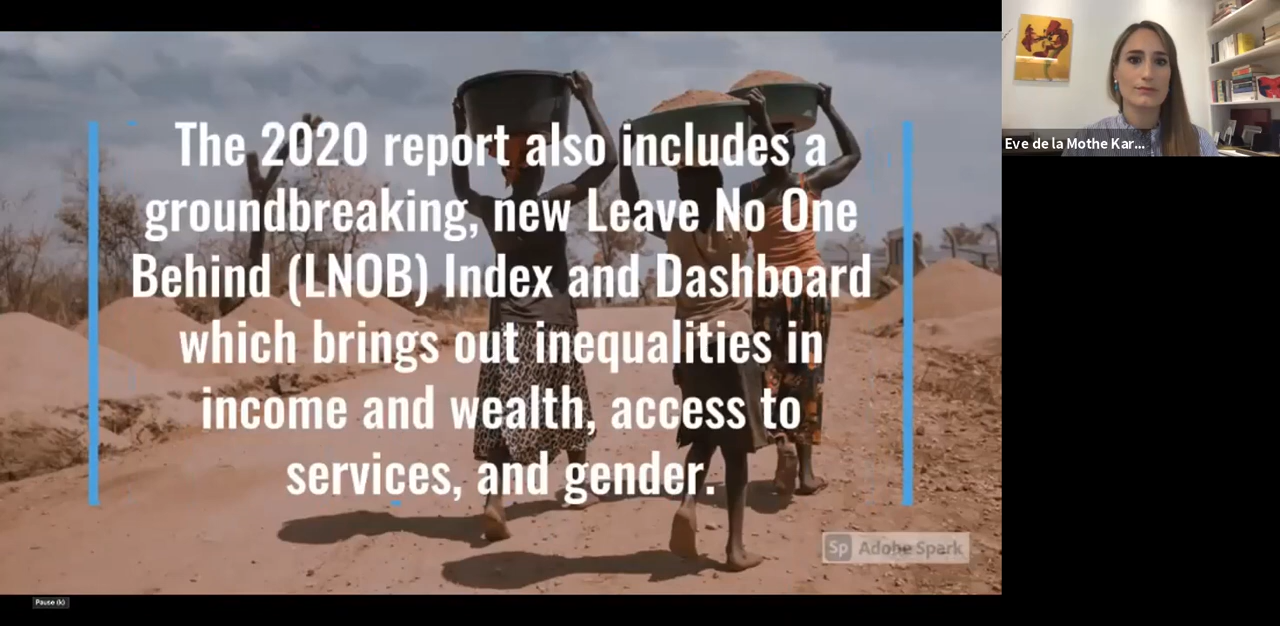 The 2020 report also includes a
groundbreaking, new Leave No One
Behind (LNOB) Index and Dashboard
which brings out inequalities in
income and wealth, access to
services, and gender.
Sp Adobe Spark
Pause (k)
Eve de la Mothe Kar...